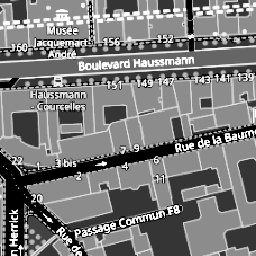 Musée
Jacquemart-
André
160
156
152
Boulevard Haussmann
151
149
147
143
141
139
Haussmann
- Courcelles
Rue de la Baume
22
1
3 bis
7
9
2
4
6
11
20
Passage Commun E8
Rue de
n Herrick